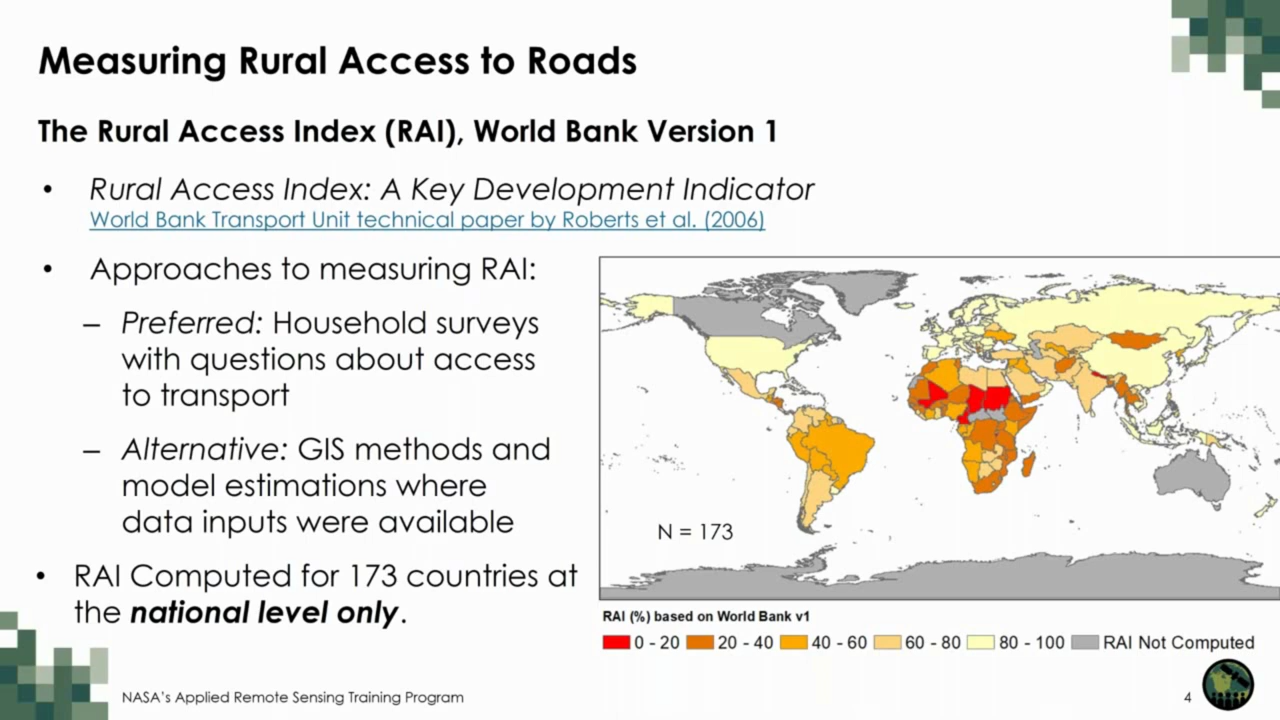 Measuring Rural Access to Roads
The Rural Access Index (RAI), World Bank Version 1
• Rural Access Index: A Key Development Indicator
World Bank Transport Unit technical paper by Roberts et al. (2006)
• Approaches to measuring RAI:
– Preferred: Household surveys
with questions about access
to transport
– Alternative: GIS methods and
model estimations where
data inputs were available
• RAI Computed for 173 countries at
the national level only.
N = 173
RAI (%) based on World Bank v1
0 - 20 20 - 40 40 - 60 60 - 80 80 - 100 RAI Not Computed
NASA's Applied Remote Sensing Training Program
4